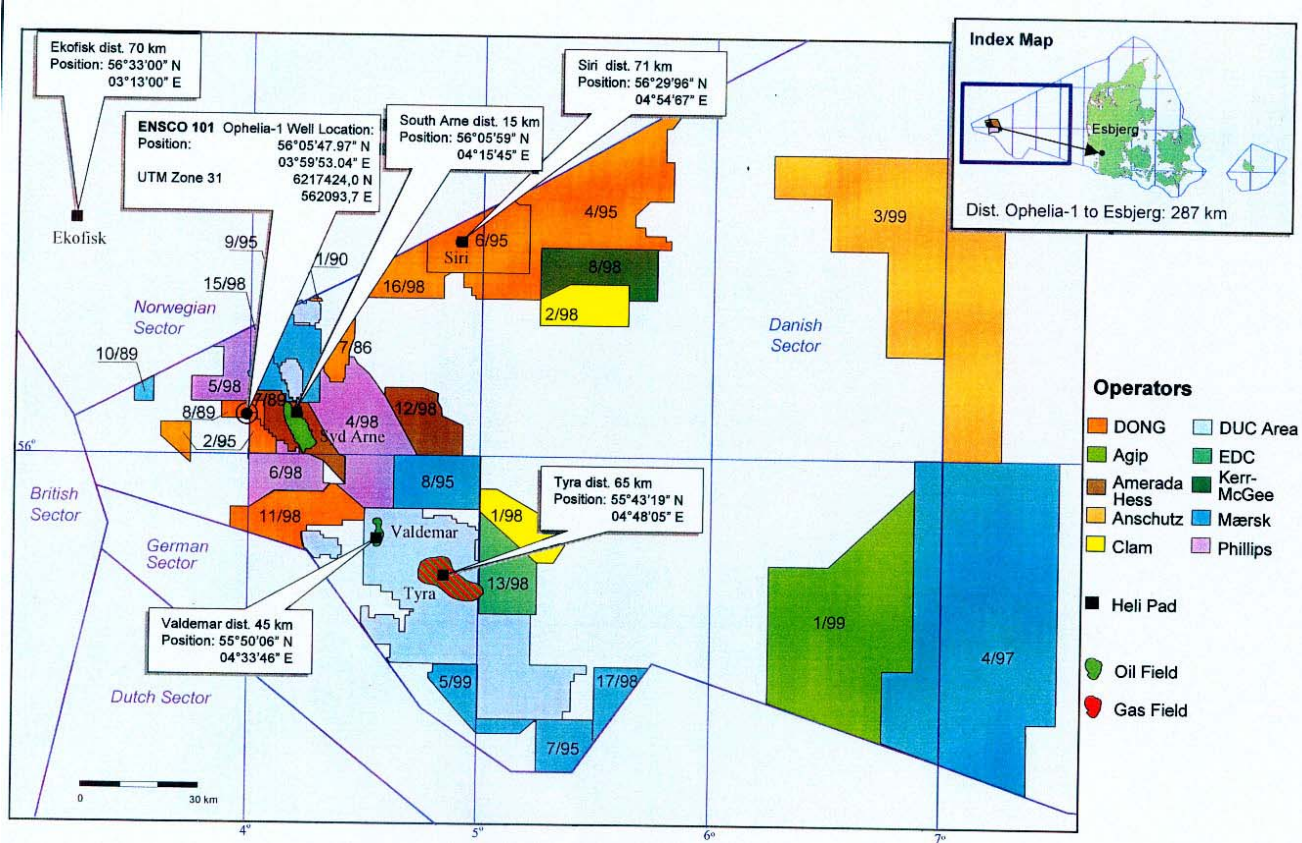 Ekofisk dist. 70 km
Position: 56°33'00" N
03°13'00" E
ENSCO 101 Ophelia-1 Well Location:
Position: 56°05'47.97" N
03°59'53.04" E
UTM Zone 31 6217424,0 N
562093,7 E
South Arne dist. 15 km
Position: 56°05'59" N
04°15'45" E
Siri dist. 71 km
Position: 56°29'96" N
04°54'67" E
Index Map
Esbjerg
Dist. Ophelia-1 to Esbjerg: 287 km
Ekofisk
9/95
1/90
15/98
16/98
Siri
6/95
4/95
8/98
2/98
3/99
Norwegian
Sector
Danish
Sector
10/89
5/98
7/86
7/89
8/89
2/95
4/98
12/98
Syd Arne
56°
6/98
8/95
11/98
British
Sector
German
Sector
Dutch Sector
Valdemar
Tyra
1/98
13/98
Tyra dist. 65 km
Position: 55°43'19" N
04°48'05" E
Valdemar dist. 45 km
Position: 55°50'06" N
04°33'46" E
5/99
17/98
7/95
1/99
4/97
Operators
DONG
Agip
Amerada
Hess
Anschutz
Clam
DUC Area
EDC
Kerr-
McGee
Mærsk
Phillips
Heli Pad
Oil Field
Gas Field
0 30 km
4° 5° 6° 7°